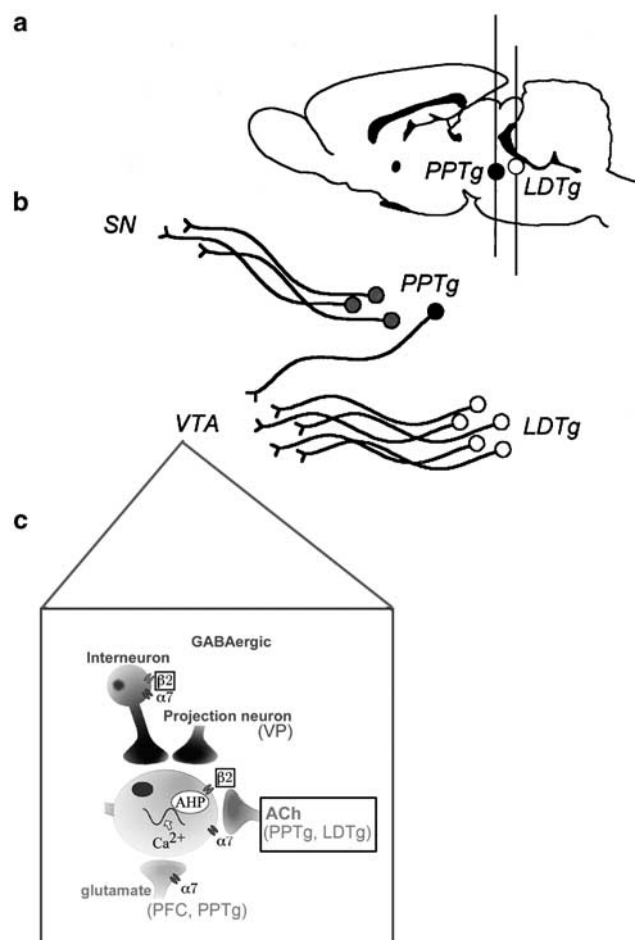 a
PPTg LDTg
b
SN
PPTg
VTA
LDTg
c
GABAergic
Interneuron
β2
α7
Projection neuron
(VP)
β2
AHP
ACh
(PPTg, LDTg)
Ca2+
α7
α7
glutamate
(PFC, PPTg)